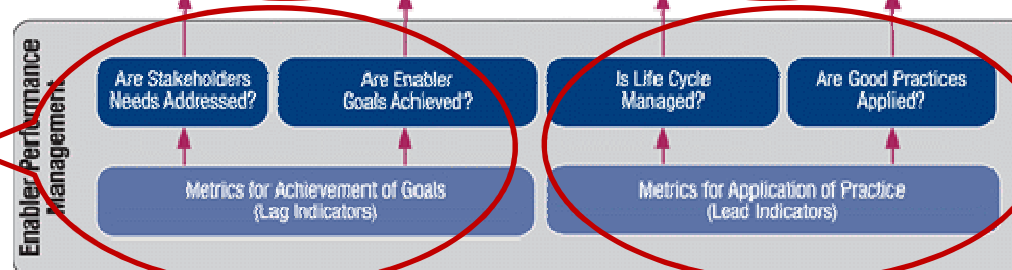 Enabler Performance
Management
Are Stakeholders
Needs Addressed?
Are Enabler
Goals Achieved?
Is Life Cycle
Managed?
Are Good Practices
Applied?
Metrics for Achievement of Goals
(Lag Indicators)
Metrics for Application of Practice
(Lead Indicators)